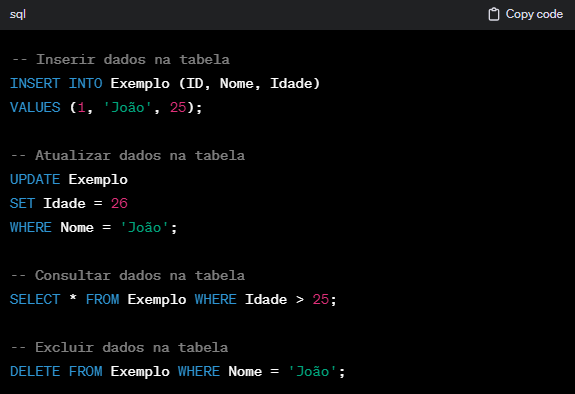 sql
Copy code
-- Inserir dados na tabela
INSERT INTO Exemplo (ID, Nome, Idade)
VALUES (1, 'João', 25);
-- Atualizar dados na tabela
UPDATE Exemplo
SET Idade = 26
WHERE Nome = 'João';
-- Consultar dados na tabela
SELECT * FROM Exemplo WHERE Idade > 25;
-- Excluir dados na tabela
DELETE FROM Exemplo WHERE Nome = 'João';